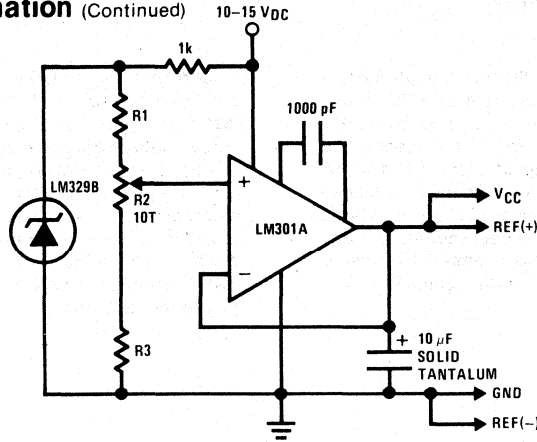 mation (Continued)
10–15 VDC
1k
1000 pF
R1
LM329B
R2
10T
+
LM301A
−
VCC
REF(+)
R3
+ 10 µF
SOLID
TANTALUM
GND
REF(−)